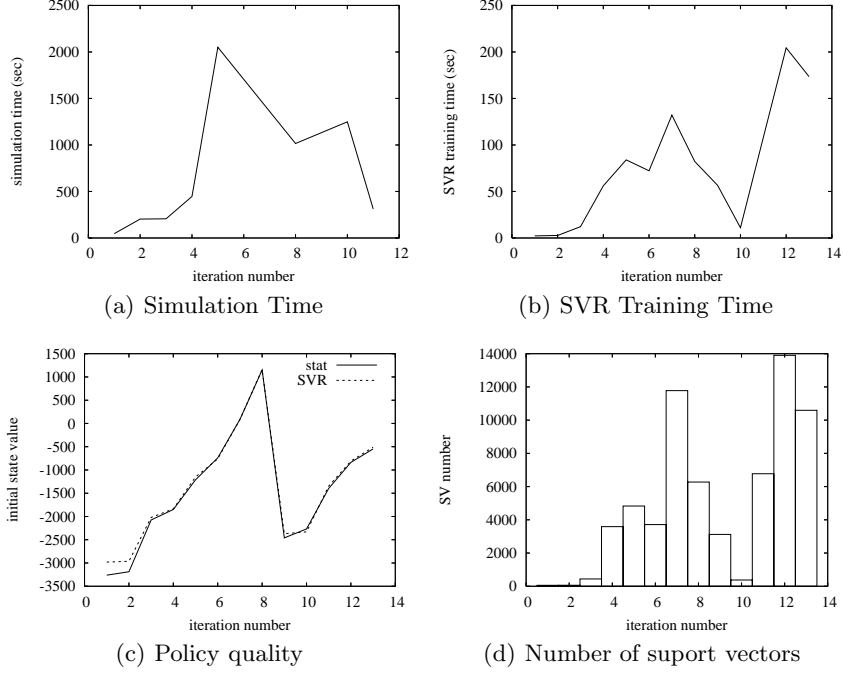 2500
2000
1500
1000
500
0
simulation time (sec)
0 2 4 6 8 10 12
iteration number
(a) Simulation Time
250
200
150
100
50
0
SVR training time (sec)
0 2 4 6 8 10 12 14
iteration number
(b) SVR Training Time
1500
1000
500
0
-500
-1000
-1500
-2000
-2500
-3000
-3500
initial state value
stat
SVR
0 2 4 6 8 10 12 14
iteration number
(c) Policy quality
14000
12000
10000
8000
6000
4000
2000
0
SV number
0 2 4 6 8 10 12 14
iteration number
(d) Number of suport vectors